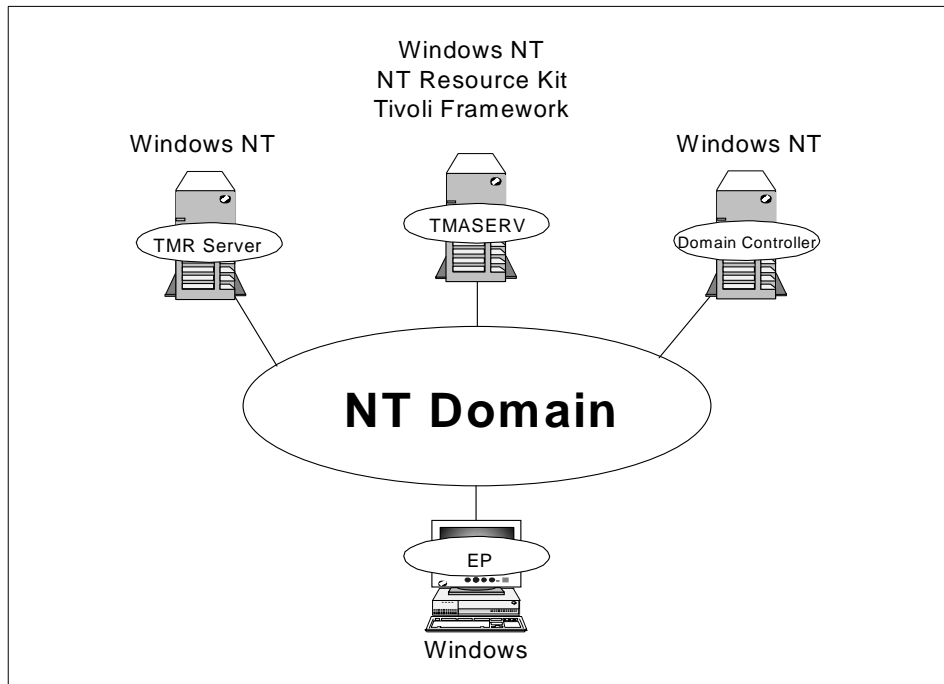 Windows NT
NT Resource Kit
Tivoli Framework
Windows NT
Windows NT
TMR Server
TMASERV
Domain Controller
NT Domain
EP
Windows